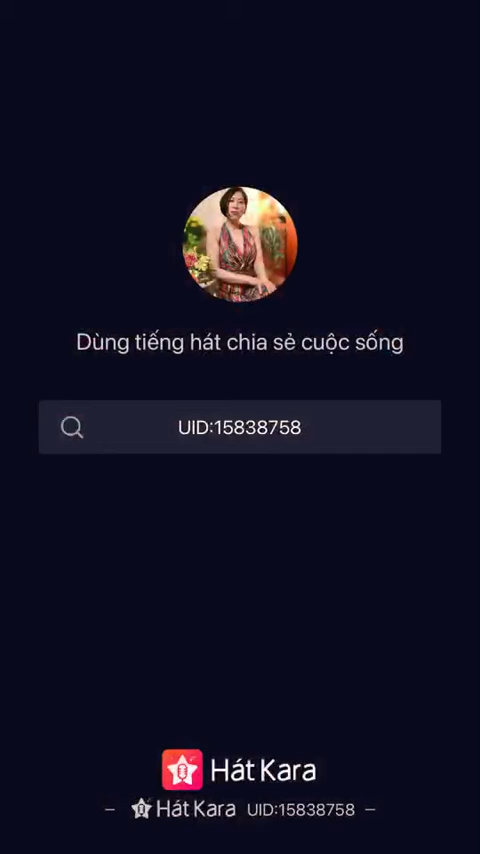 Dùng tiếng hát chia sẻ cuộc sống
UID:15838758
Hát Kara
– Hát Kara UID:15838758 –